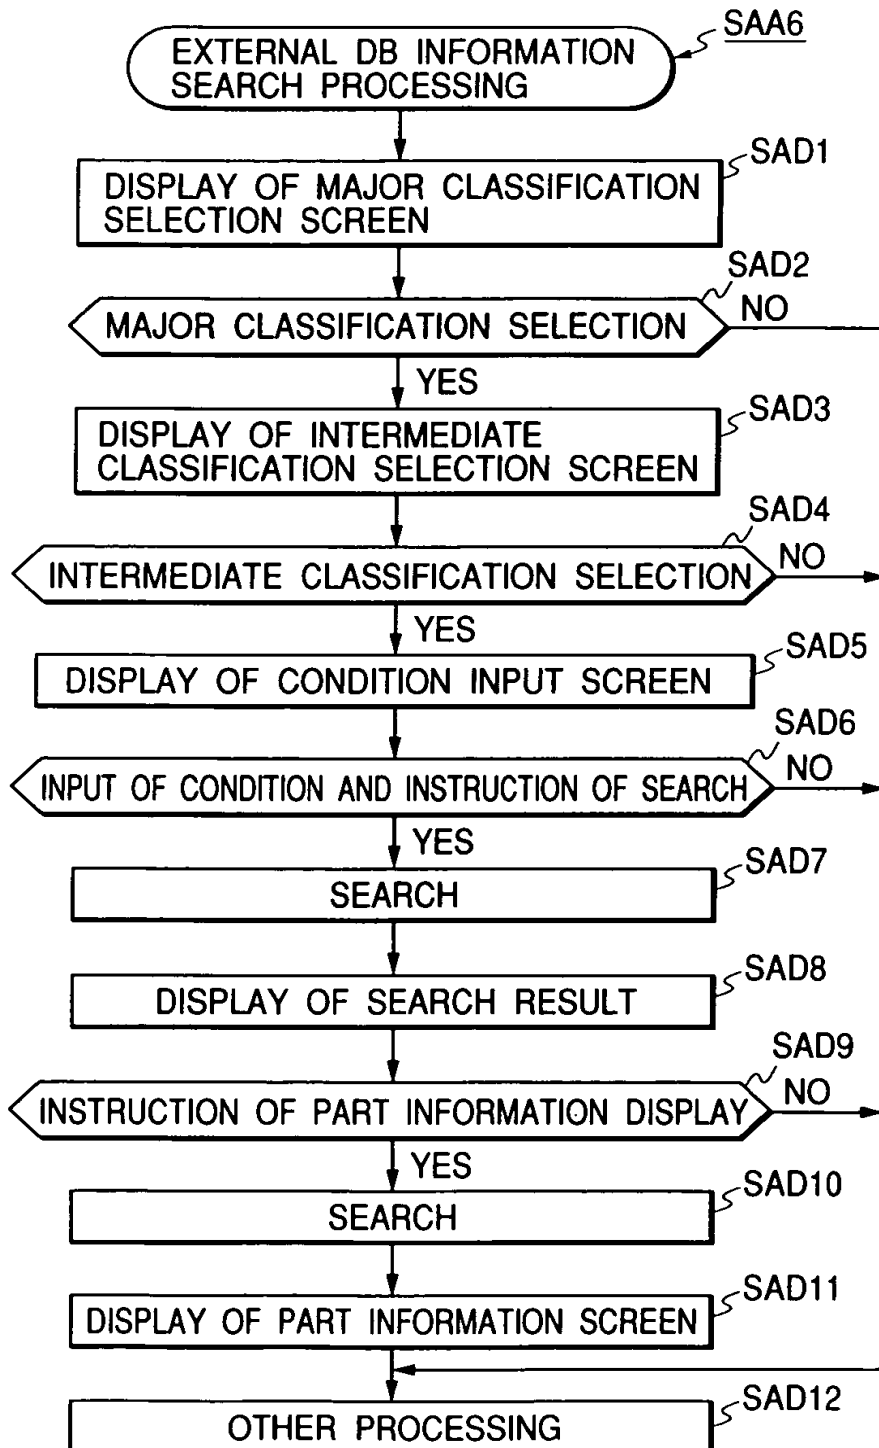 SAA6
EXTERNAL DB INFORMATION
SEARCH PROCESSING
SAD1
DISPLAY OF MAJOR CLASSIFICATION
SELECTION SCREEN
SAD2
MAJOR CLASSIFICATION SELECTION
NO
YES
SAD3
DISPLAY OF INTERMEDIATE
CLASSIFICATION SELECTION SCREEN
SAD4
INTERMEDIATE CLASSIFICATION SELECTION
NO
YES
SAD5
DISPLAY OF CONDITION INPUT SCREEN
SAD6
INPUT OF CONDITION AND INSTRUCTION OF SEARCH
NO
YES
SAD7
SEARCH
SAD8
DISPLAY OF SEARCH RESULT
SAD9
INSTRUCTION OF PART INFORMATION DISPLAY
NO
YES
SAD10
SEARCH
SAD11
DISPLAY OF PART INFORMATION SCREEN
SAD12
OTHER PROCESSING